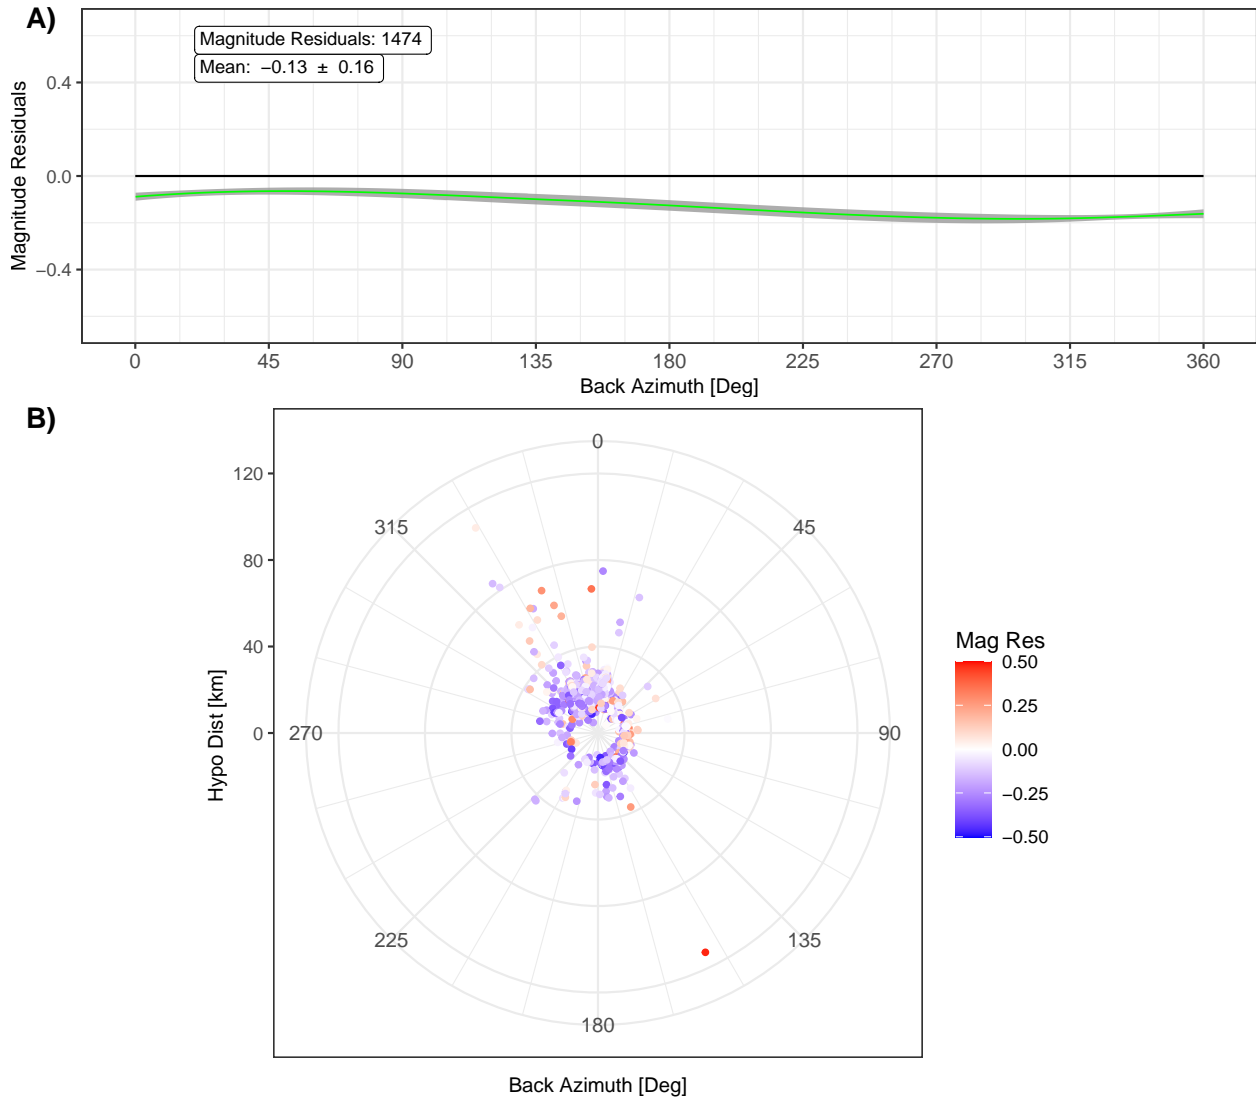 A)
Magnitude Residuals: 1474
Mean: −0.13 ± 0.16
Magnitude Residuals
0.4
0.0
−0.4
0 45 90 135 180 225 270 315 360
Back Azimuth [Deg]
B)
Hypo Dist [km]
120
80
40
0
0
45
90
135
180
225
270
315
Back Azimuth [Deg]
Mag Res
0.50
0.25
0.00
−0.25
−0.50